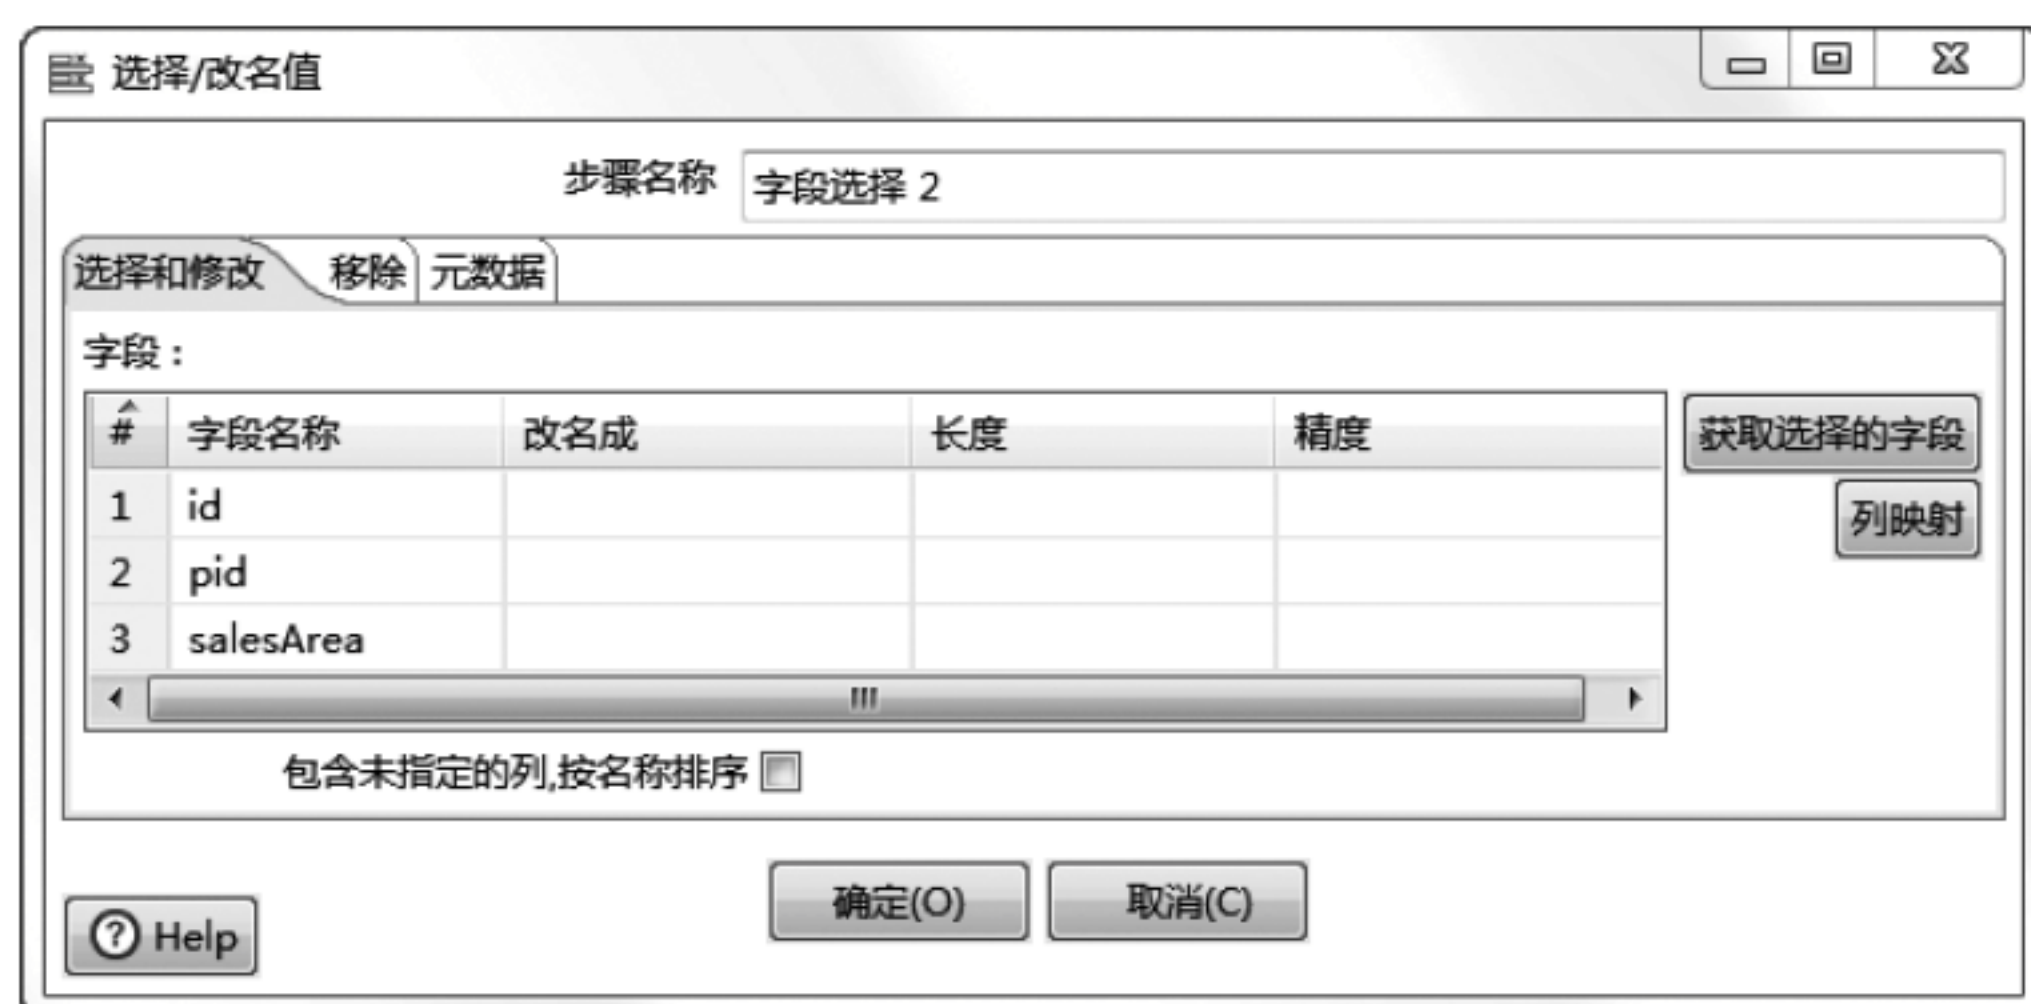 选择/改名值
步骤名称 字段选择 2
选择和修改 移除 元数据
字段：
# 字段名称 改名成 长度 精度 获取选择的字段
1 id
列映射
2 pid
3 salesArea
包含未指定的列,按名称排序
确定(O) 取消(C)
Help